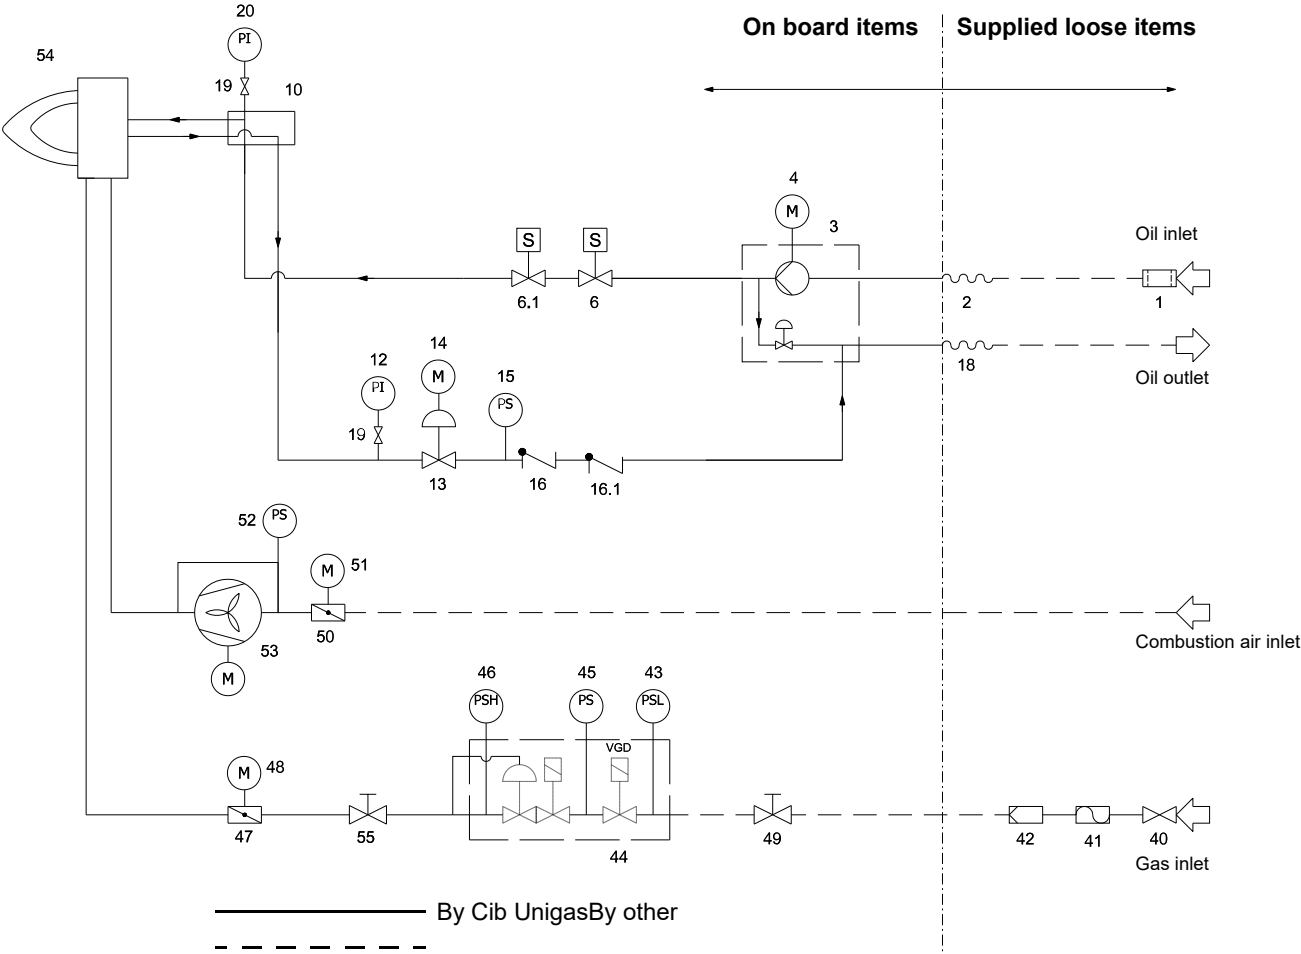 20
On board items
Supplied loose items
54
PI
19
10
4
M
3
Oil inlet
S
S
6.1
6
2
1
14
12
15
M
PI
PS
18
Oil outlet
19
13
16
16.1
52
PS
51
M
50
53
Combustion air inlet
M
46
45
43
PSH
PS
PSL
VGD
M
48
47
55
44
49
42
41
40
Gas inlet
By Cib UnigasBy other